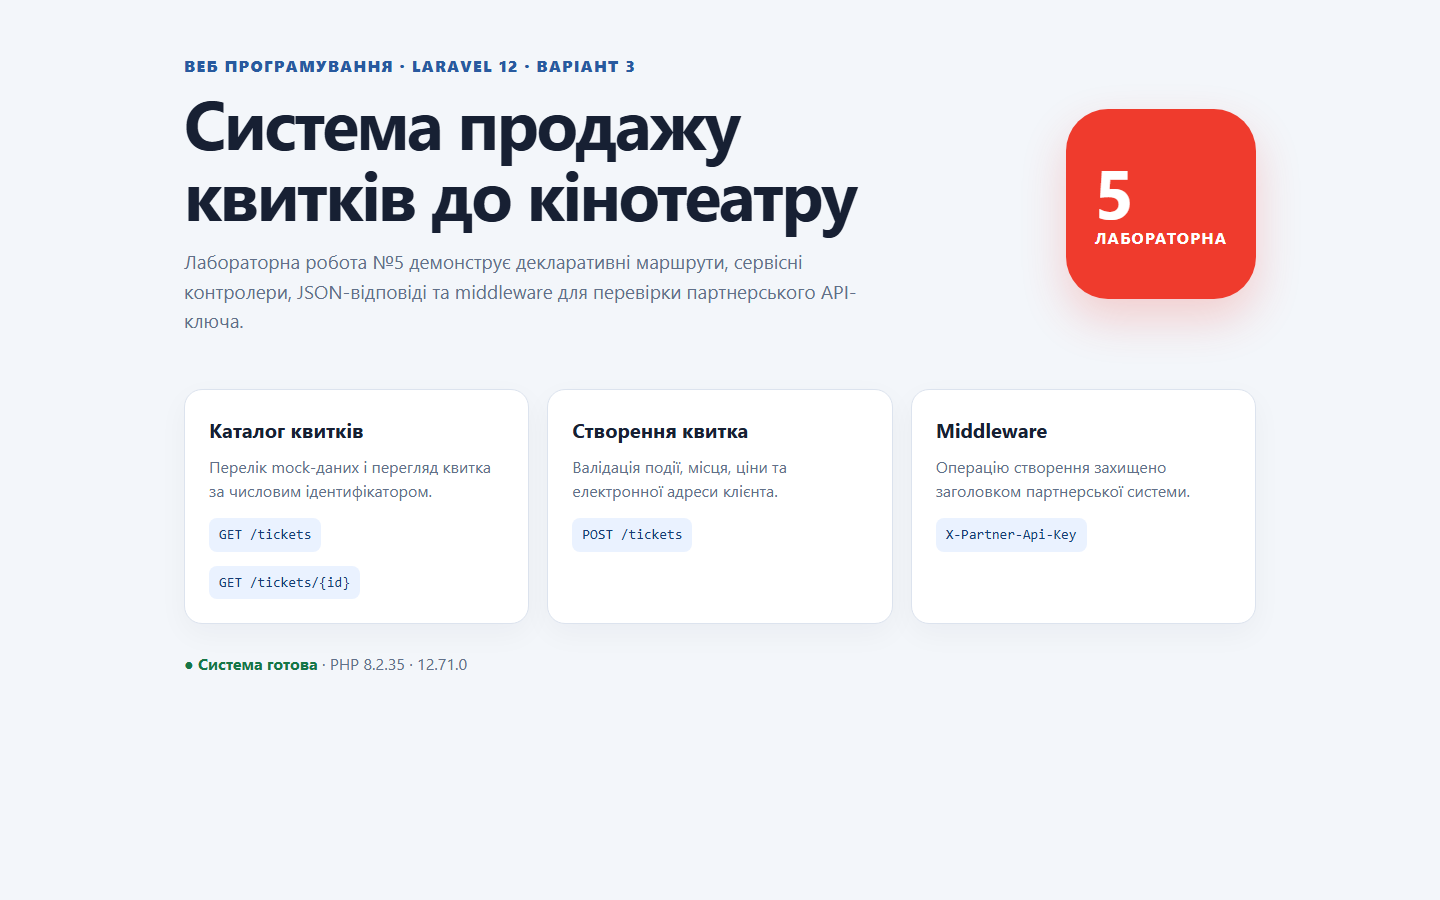 ВЕБ ПРОГРАМУВАННЯ · LARAVEL 12 · ВАРІАНТ 3
Система продажу
квитків до кінотеатру
Лабораторна робота №5 демонструє декларативні маршрути, сервісні
контролери, JSON-відповіді та middleware для перевірки партнерського API-
ключа.
5
ЛАБОРАТОРНА
Каталог квитків
Перелік mock-даних і перегляд квитка
за числовим ідентифікатором.
GET /tickets
GET /tickets/{id}
Створення квитка
Валідація події, місця, ціни та
електронної адреси клієнта.
POST /tickets
Middleware
Операцію створення захищено
заголовком партнерської системи.
X-Partner-Api-Key
● Система готова · PHP 8.2.35 · 12.71.0